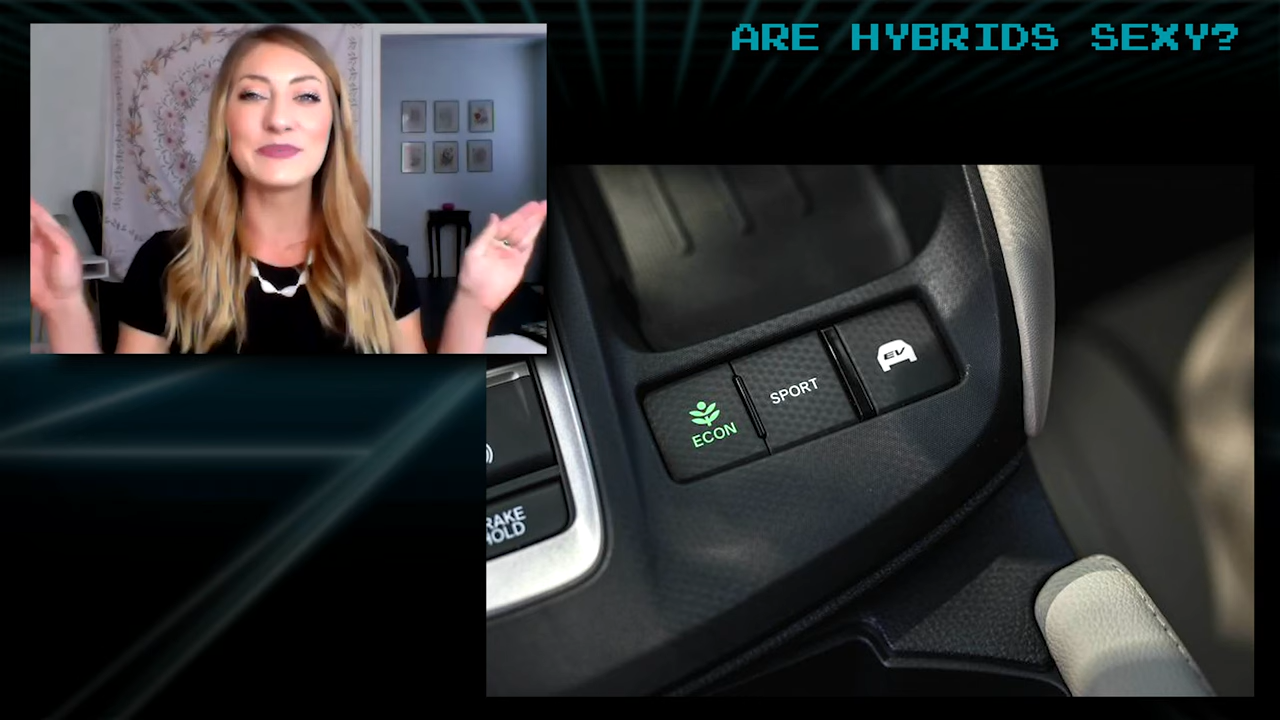 ARE HYBRIDS SEXY?
ECON
SPORT
EV
RAKE
HOLD